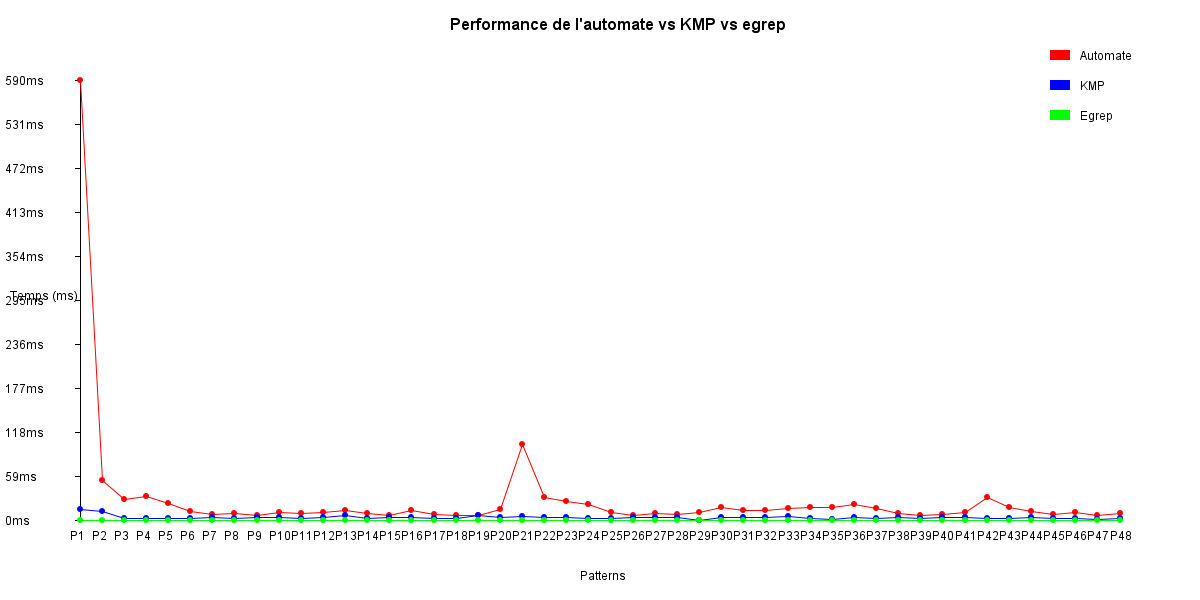 Performance de l'automate vs KMP vs egrep
Automate
KMP
Egrep
590ms
531ms
472ms
413ms
354ms
Temps (ms)
295ms
236ms
177ms
118ms
59ms
0ms
P1 P2 P3 P4 P5 P6 P7 P8 P9 P10 P11 P12 P13 P14 P15 P16 P17 P18 P19 P20 P21 P22 P23 P24 P25 P26 P27 P28 P29 P30 P31 P32 P33 P34 P35 P36 P37 P38 P39 P40 P41 P42 P43 P44 P45 P46 P47 P48
Patterns